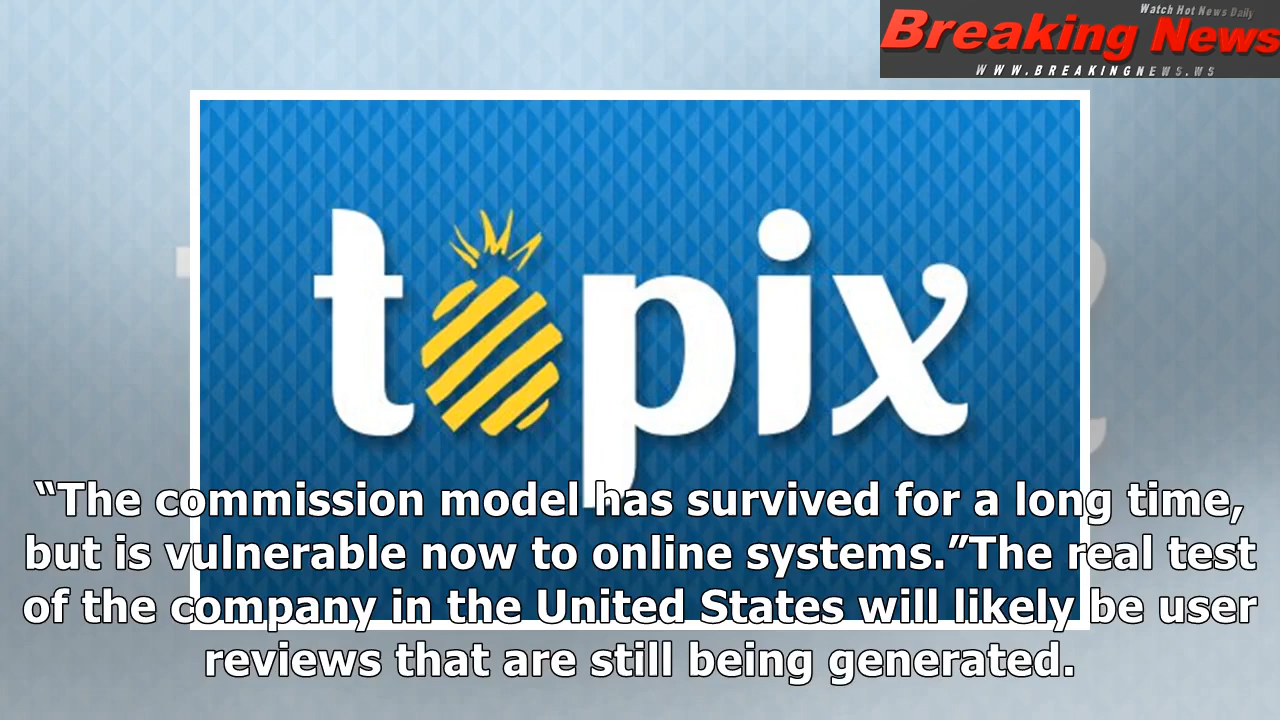 Watch Hot News Daily
Breaking News
WWW.BREAKINGNEWS.WS
topix
“The commission model has survived for a long time,
but is vulnerable now to online systems.”The real test
of the company in the United States will likely be user
reviews that are still being generated.